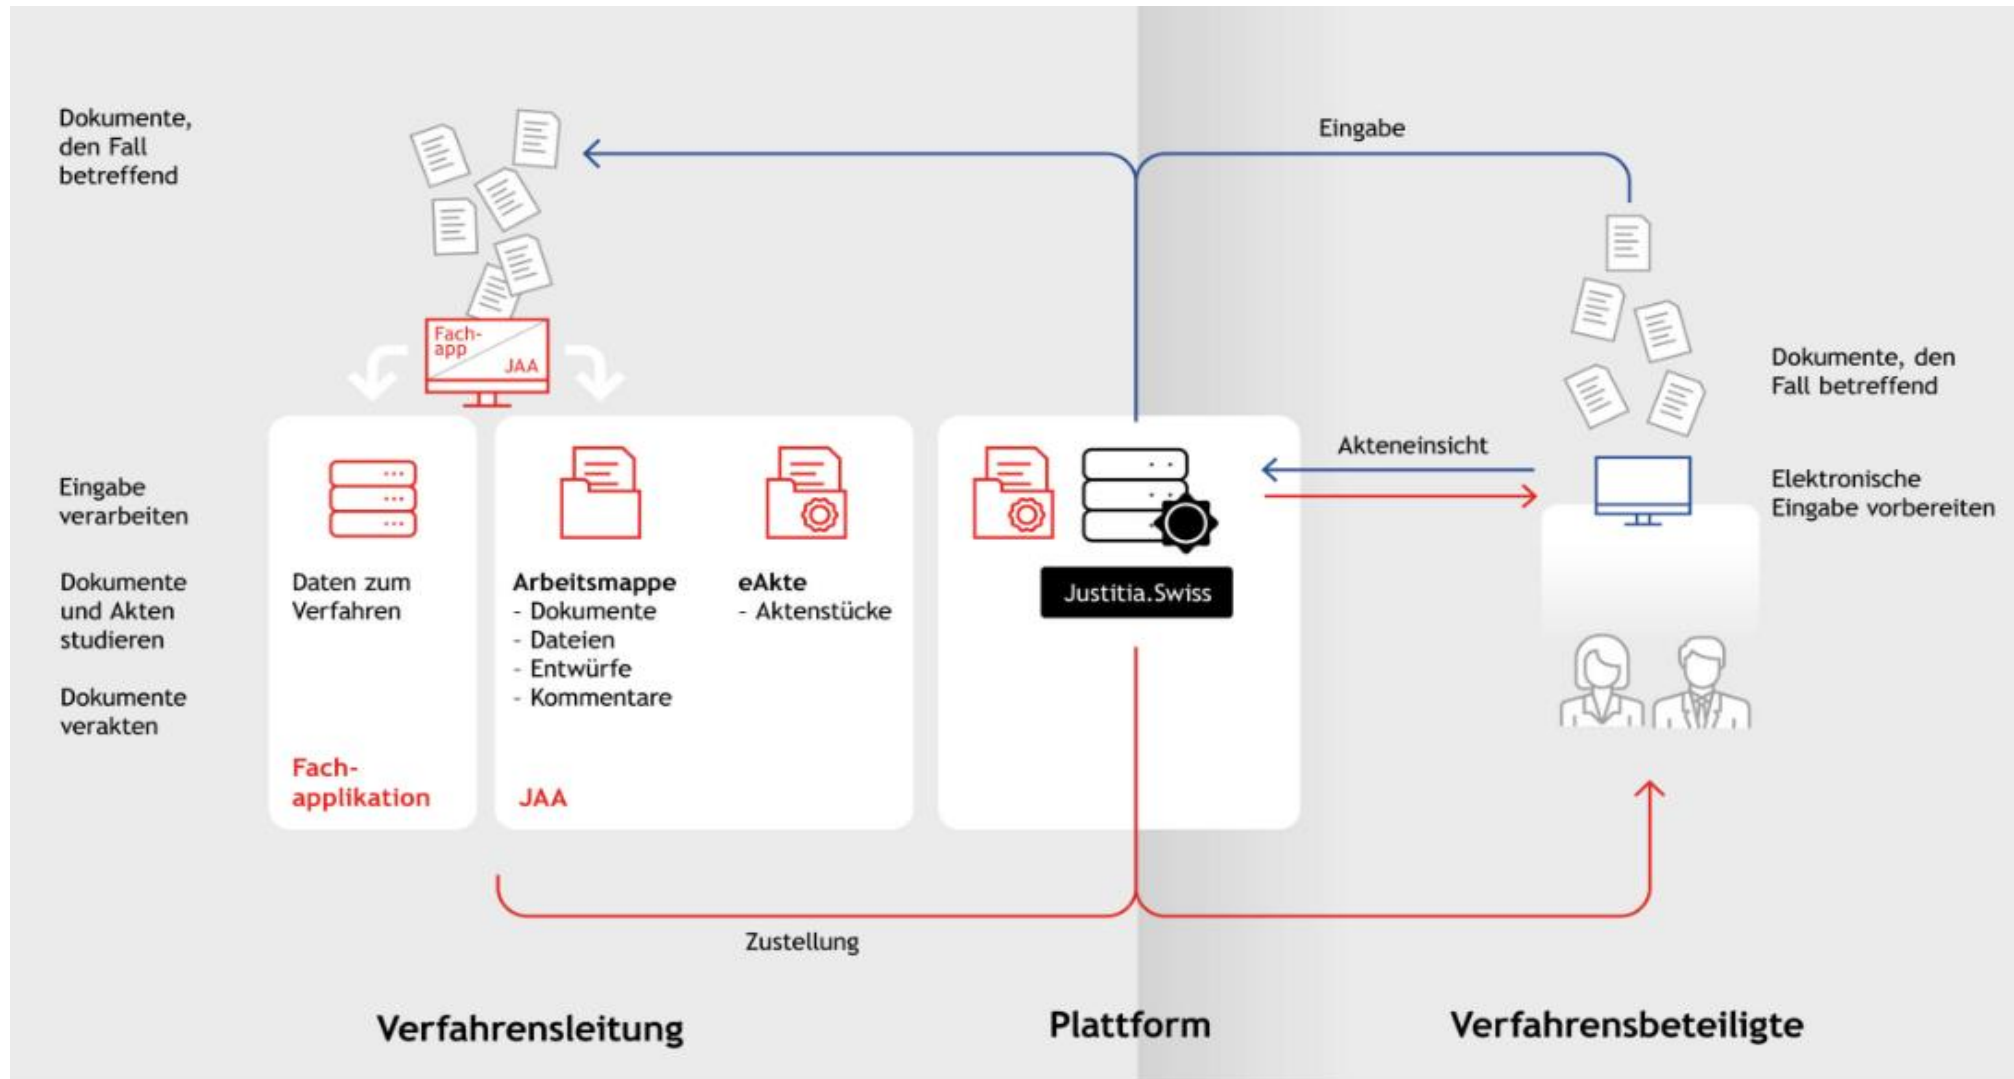 Dokumente,
den Fall
betreffend
Eingabe
Fach-
app
JAA
Dokumente, den
Fall betreffend
Akteneinsicht
Elektronische
Eingabe vorbereiten
Eingabe
verarbeiten
Dokumente
und Akten
studieren
Dokumente
verakten
Daten zum
Verfahren
Fach-
applikation
Arbeitsmappe
- Dokumente
- Dateien
- Entwürfe
- Kommentare
eAkte
- Aktenstücke
JAA
Justitia.Swiss
Zustellung
Verfahrensleitung
Plattform
Verfahrensbeteiligte